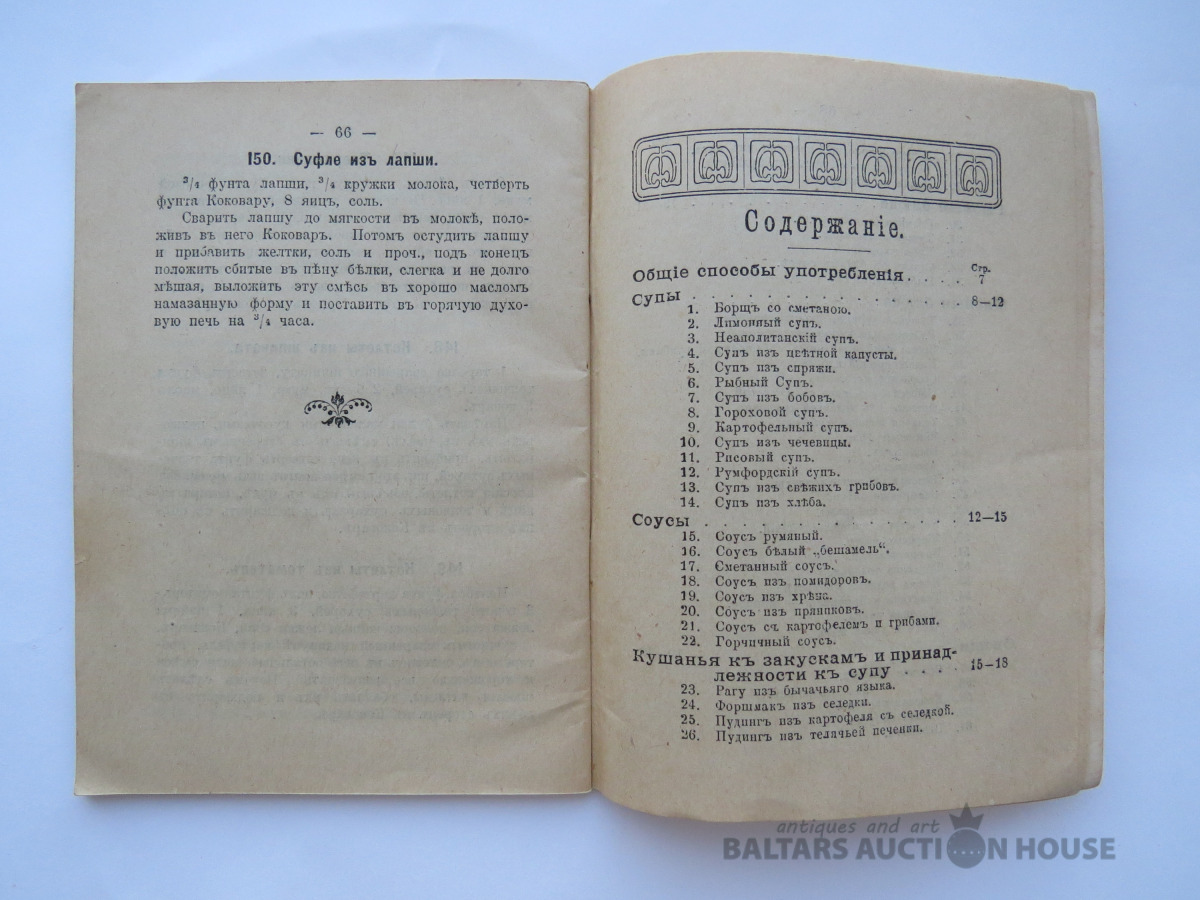 — 66 —
150. Суфле изъ лапши.
³/₄ фунта лапши, ³/₄ кружки молока, четверть
фунта Коковару, 8 яицъ, соль.
Сварить лапшу до мягкости въ молокѣ, поло-
живъ въ него Коковаръ. Потомъ остудить лапшу
и прибавить желтки, соль и проч., подъ конецъ
положить сбитые въ пѣну бѣлки, слегка и не долго
мѣшая, выложить эту смѣсь въ хорошо масломъ
намазанную форму и поставить въ горячую духо-
вую печь на ³/₄ часа.
Содержаніе.
Стр.
Общіе способы употребленія. . . . . 7
Супы . . . . . . . . . . . . . . . . 8—12
1. Борщъ со сметаною.
2. Лимонный супъ.
3. Неаполитанскій супъ.
4. Супъ изъ цвѣтной капусты.
5. Супъ изъ спржи.
6. Рыбный Супъ.
7. Супъ изъ бобовъ.
8. Гороховой супъ.
9. Картофельный супъ.
10. Супъ изъ чечевицы.
11. Рисовый супъ.
12. Румфордскій супъ.
13. Супъ изъ свѣжихъ грибовъ.
14. Супъ изъ хлѣба.
Соусы . . . . . . . . . . . . . . . 12—15
15. Соусъ румяный.
16. Соусъ бѣлый „бешамель“.
17. Сметанный соусъ.
18. Соусъ изъ помидоровъ.
19. Соусъ изъ хрѣна.
20. Соусъ изъ пряниковъ.
21. Соусъ съ картофелемъ и грибами.
22. Горчичный соусъ.
Кушанья къ закускамъ и принад-
лежности къ супу . . . . 15—18
23. Рагу изъ бычачьяго языка.
24. Форшмакъ изъ селедки.
25. Пудингъ изъ картофеля съ селедкой.
26. Пудингъ изъ телячьей печенки.
antiques and art
BALTARS AUCTION HOUSE